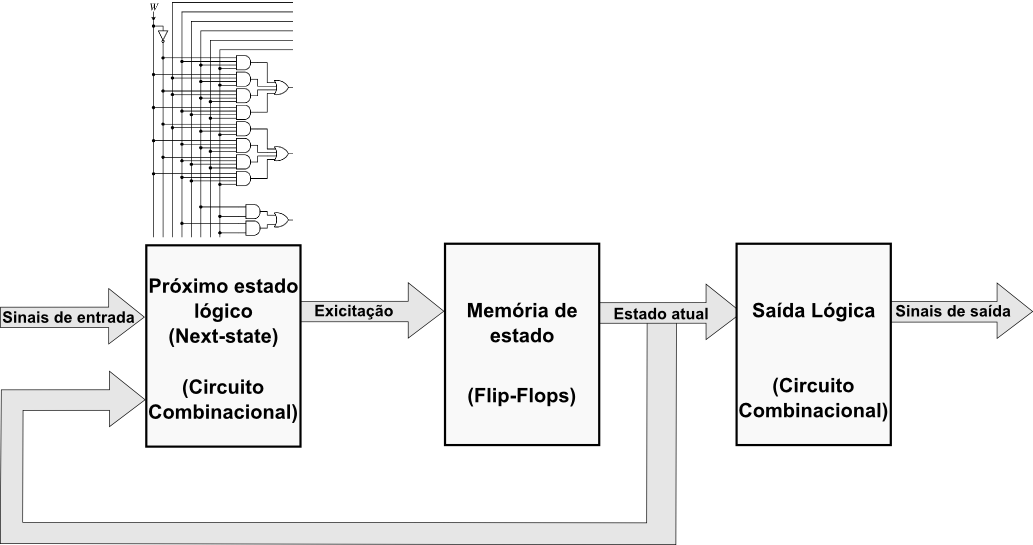 W
Próximo estado
lógico
(Next-state)
(Circuito
Combinacional)
Sinais de entrada
Exicitação
Memória de
estado
(Flip-Flops)
Estado atual
Saída Lógica
(Circuito
Combinacional)
Sinais de saída